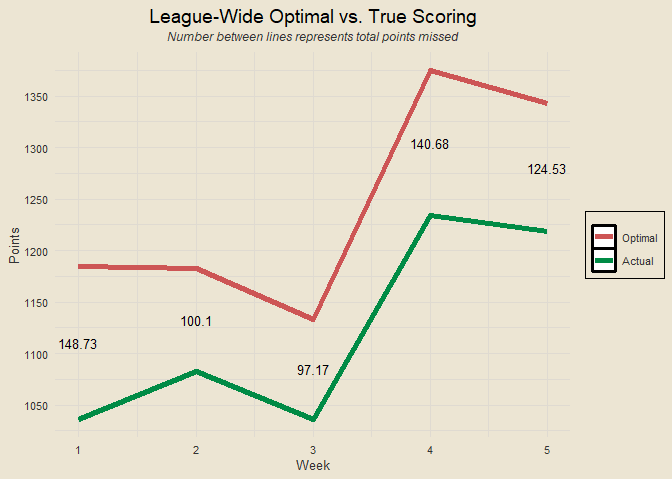 League-Wide Optimal vs. True Scoring
Number between lines represents total points missed
1350
1300
1250
1200
1150
1100
1050
Points
148.73
100.1
97.17
140.68
124.53
1
2
3
4
5
Week
Optimal
Actual